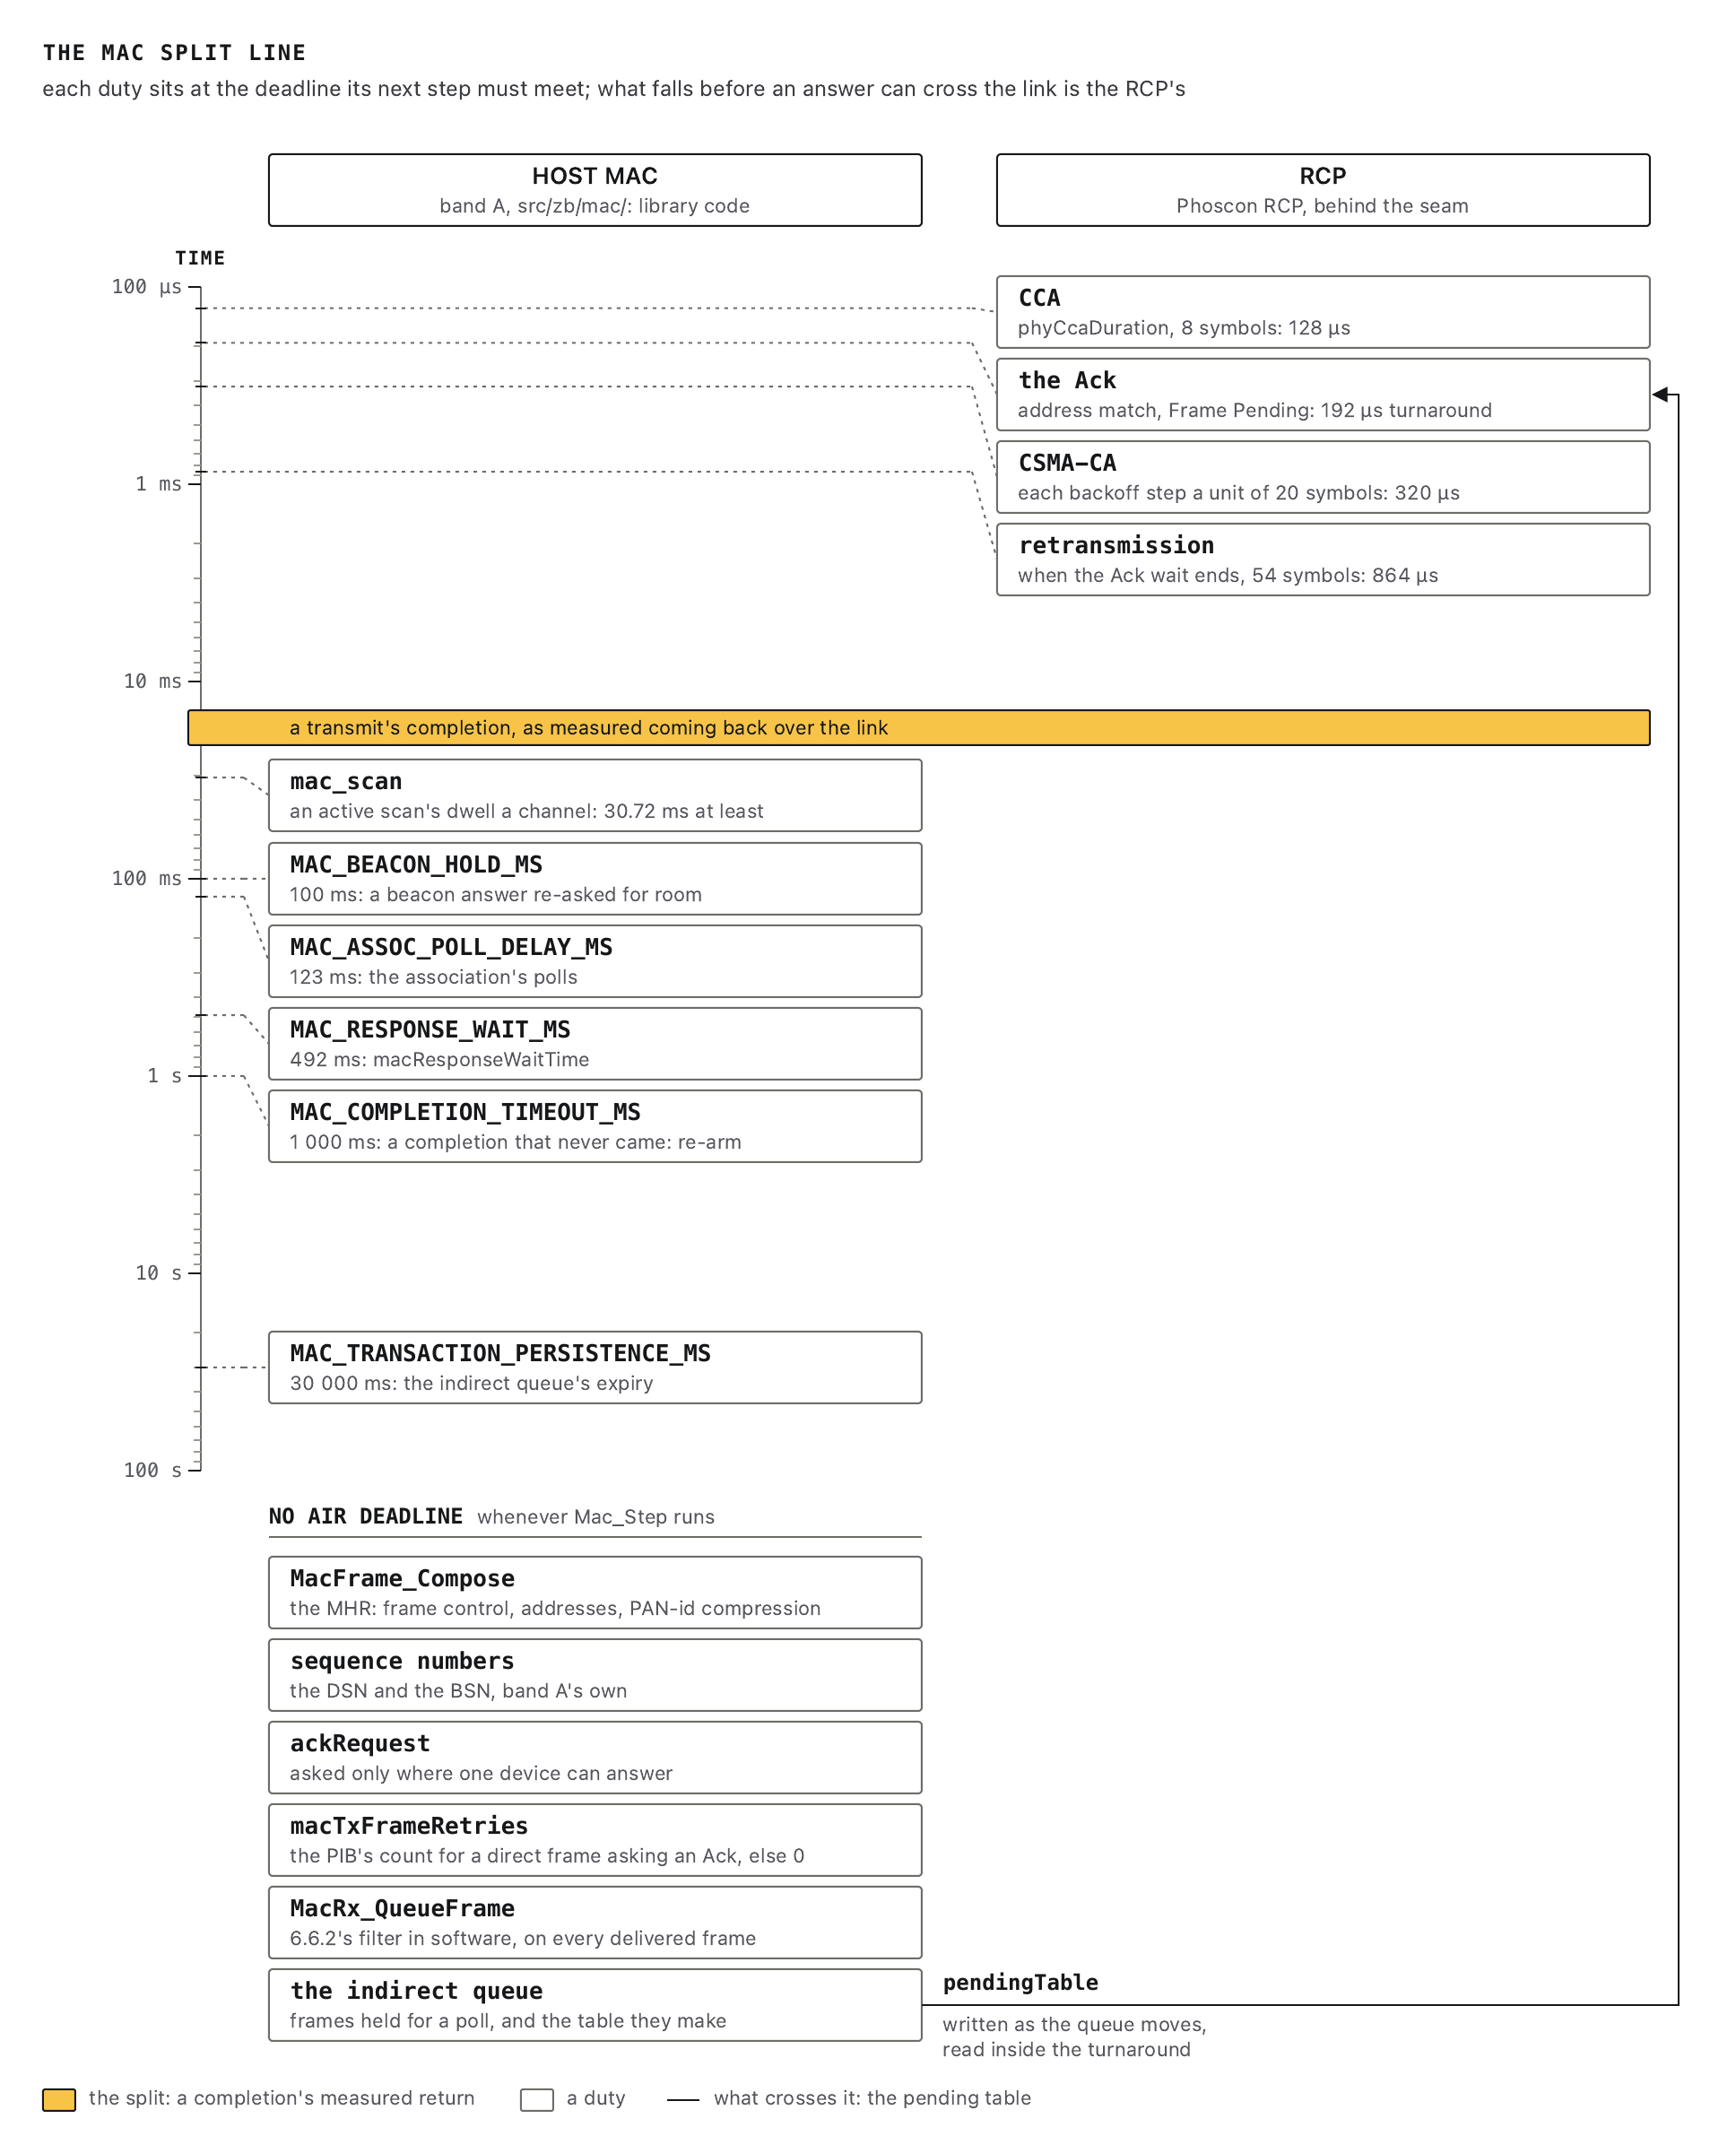 THE MAC SPLIT LINE
each duty sits at the deadline its next step must meet; what falls before an answer can cross the link is the RCP's
HOST MAC
band A, src/zb/mac/: library code
RCP
Phoscon RCP, behind the seam
TIME
100 µs
1 ms
10 ms
100 ms
1 s
10 s
100 s
CCA
phyCcaDuration, 8 symbols: 128 µs
the Ack
address match, Frame Pending: 192 µs turnaround
CSMA–CA
each backoff step a unit of 20 symbols: 320 µs
retransmission
when the Ack wait ends, 54 symbols: 864 µs
a transmit's completion, as measured coming back over the link
mac_scan
an active scan's dwell a channel: 30.72 ms at least
MAC_BEACON_HOLD_MS
100 ms: a beacon answer re-asked for room
MAC_ASSOC_POLL_DELAY_MS
123 ms: the association's polls
MAC_RESPONSE_WAIT_MS
492 ms: macResponseWaitTime
MAC_COMPLETION_TIMEOUT_MS
1 000 ms: a completion that never came: re-arm
MAC_TRANSACTION_PERSISTENCE_MS
30 000 ms: the indirect queue's expiry
NO AIR DEADLINE whenever Mac_Step runs
MacFrame_Compose
the MHR: frame control, addresses, PAN-id compression
sequence numbers
the DSN and the BSN, band A's own
ackRequest
asked only where one device can answer
macTxFrameRetries
the PIB's count for a direct frame asking an Ack, else 0
MacRx_QueueFrame
6.6.2's filter in software, on every delivered frame
the indirect queue
frames held for a poll, and the table they make
pendingTable
written as the queue moves,
read inside the turnaround
the split: a completion's measured return
a duty
what crosses it: the pending table